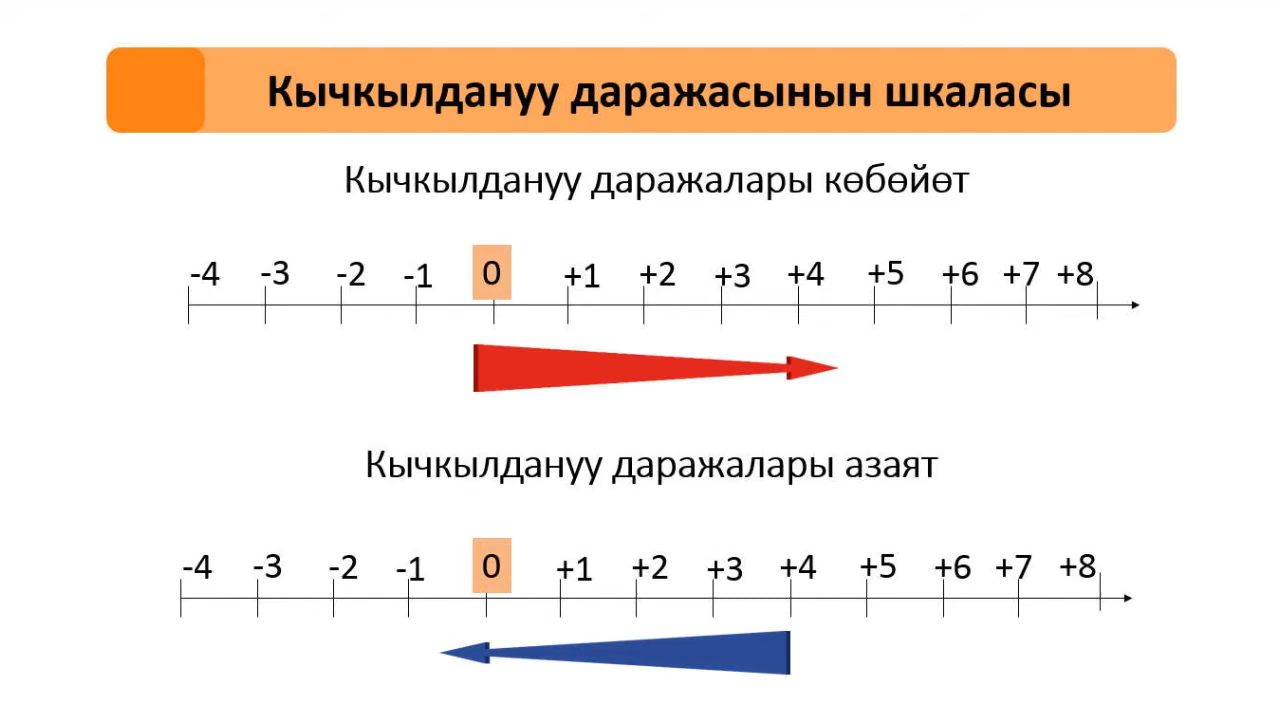 Кычкылдануу даражасынын шкаласы
Кычкылдануу даражалары көбөйөт
-4 -3 -2 -1 0 +1 +2 +3 +4 +5 +6 +7 +8
Кычкылдануу даражалары азаят
-4 -3 -2 -1 0 +1 +2 +3 +4 +5 +6 +7 +8